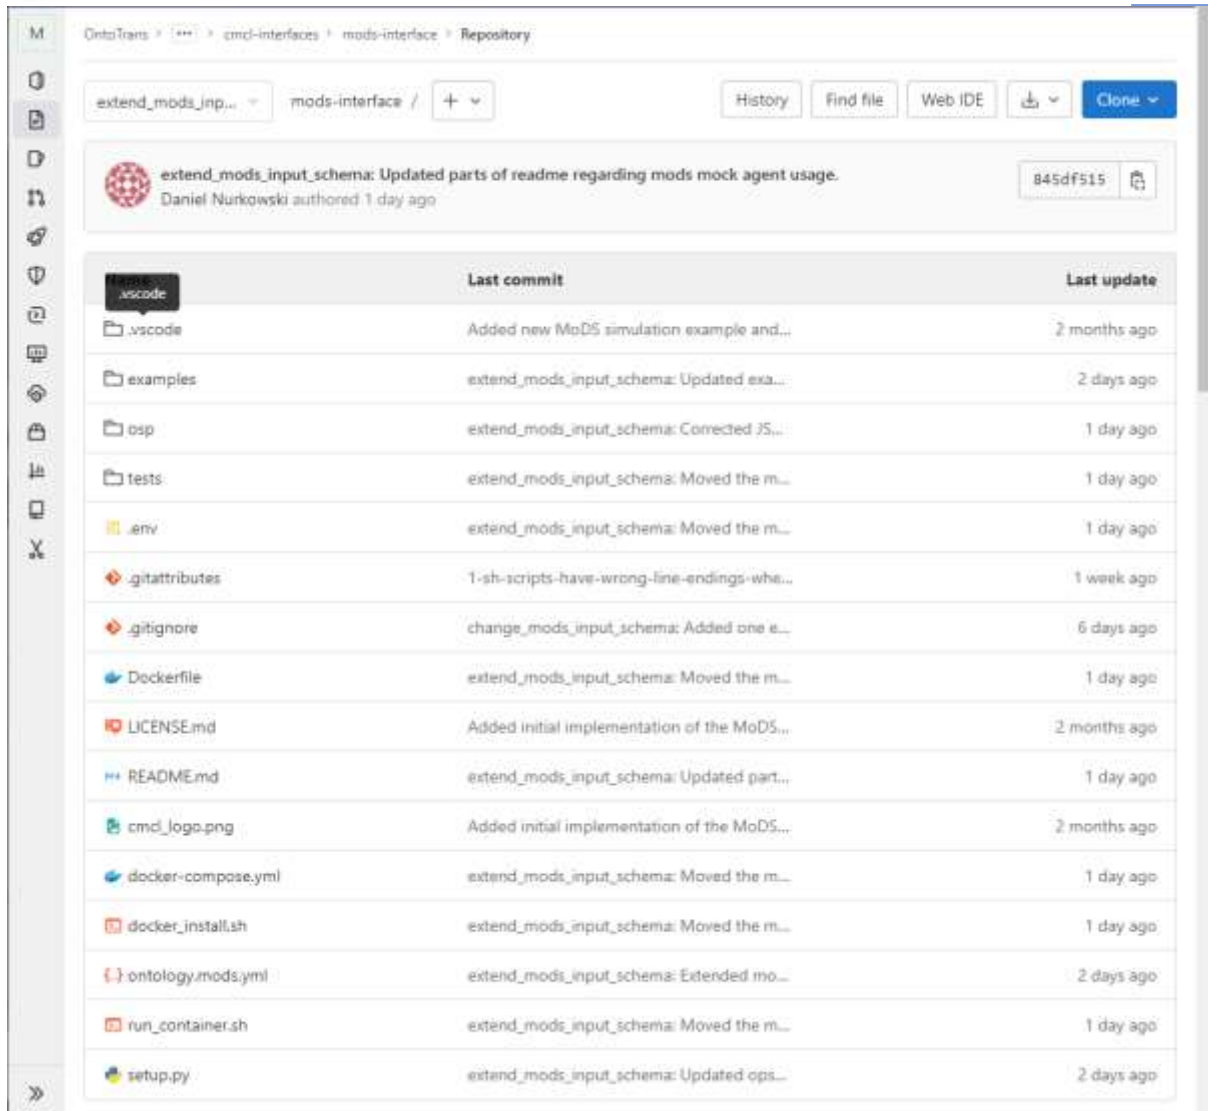 M
OntoTrans > ••• > cmcl-interfaces > mods-interface > Repository
extend_mods_inp... mods-interface / + History Find file Web IDE Clone
extend_mods_input_schema: Updated parts of readme regarding mods mock agent usage.
845df515
Daniel Nurkowski authored 1 day ago
Name Last commit Last update
.vscode
.vscode Added new MoDS simulation example and... 2 months ago
examples extend_mods_input_schema: Updated exa... 2 days ago
osp extend_mods_input_schema: Corrected JS... 1 day ago
tests extend_mods_input_schema: Moved the m... 1 day ago
.env extend_mods_input_schema: Moved the m... 1 day ago
.gitattributes 1-sh-scripts-have-wrong-line-endings-whe... 1 week ago
.gitignore change_mods_input_schema: Added one e... 6 days ago
Dockerfile extend_mods_input_schema: Moved the m... 1 day ago
LICENSE.md Added initial implementation of the MoDS... 2 months ago
README.md extend_mods_input_schema: Updated part... 1 day ago
cmcl_logo.png Added initial implementation of the MoDS... 2 months ago
docker-compose.yml extend_mods_input_schema: Moved the m... 1 day ago
docker_install.sh extend_mods_input_schema: Moved the m... 1 day ago
ontology.mods.yml extend_mods_input_schema: Extended mo... 2 days ago
run_container.sh extend_mods_input_schema: Moved the m... 1 day ago
setup.py extend_mods_input_schema: Updated ops... 2 days ago